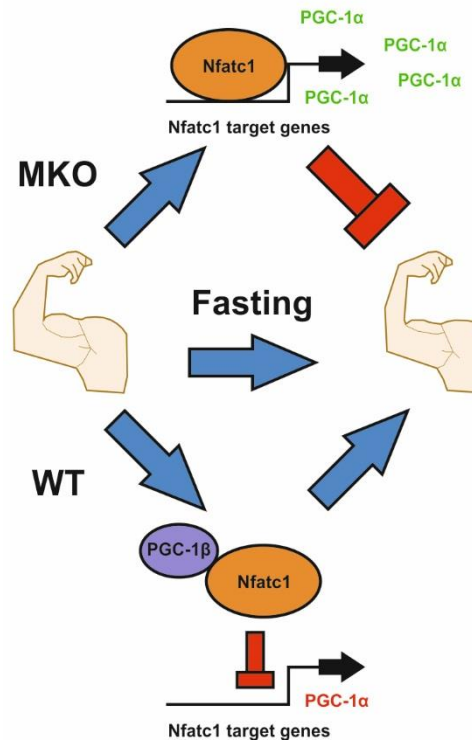 PGC-1α
PGC-1α
Nfatc1
PGC-1α
PGC-1α
Nfatc1 target genes
MKO
Fasting
WT
PGC-1β
Nfatc1
PGC-1α
Nfatc1 target genes